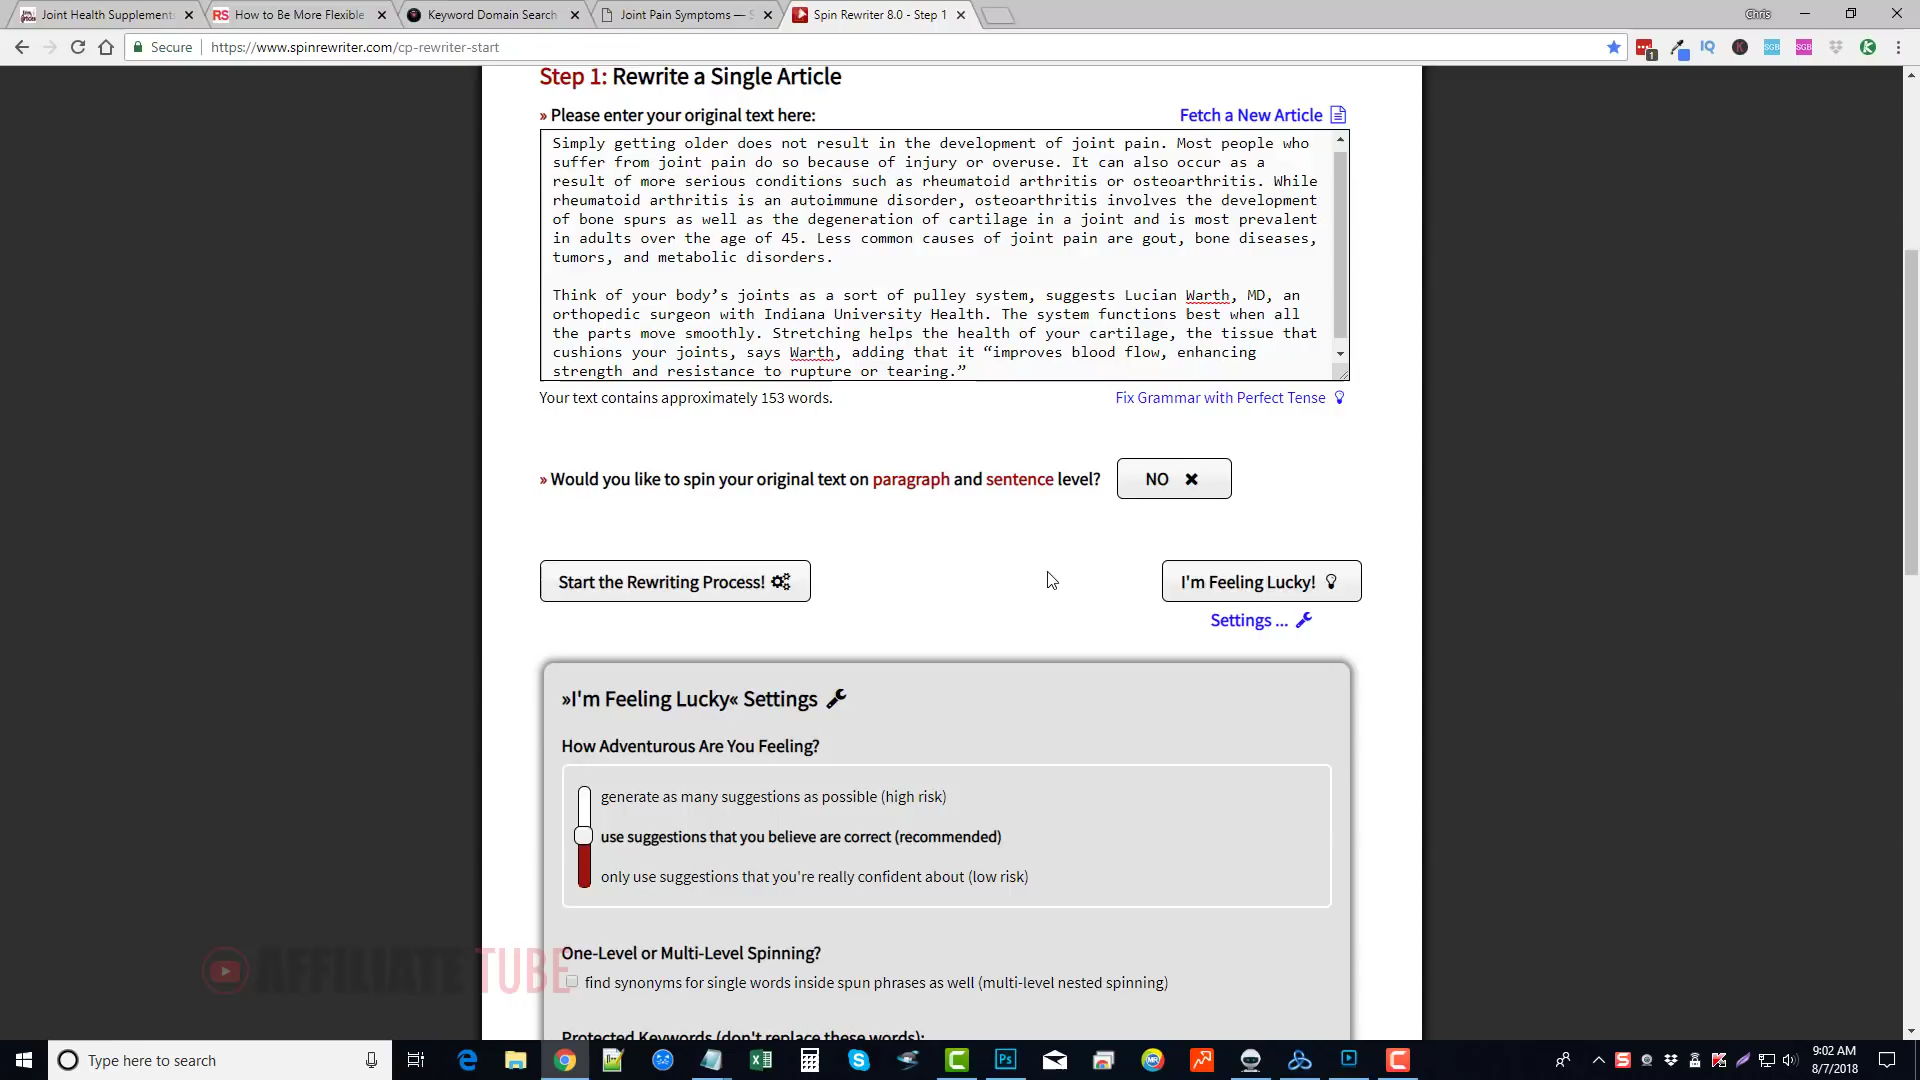 Joint Health Supplement
How to Be More Flexible
Keyword Domain Search
Joint Pain Symptoms — S
Spin Rewriter 8.0 - Step 1
Chris
Secure
https://www.spinrewriter.com/cp-rewriter-start
Step 1: Rewrite a Single Article
» Please enter your original text here:
Fetch a New Article
Simply getting older does not result in the development of joint pain. Most people who
suffer from joint pain do so because of injury or overuse. It can also occur as a
result of more serious conditions such as rheumatoid arthritis or osteoarthritis. While
rheumatoid arthritis is an autoimmune disorder, osteoarthritis involves the development
of bone spurs as well as the degeneration of cartilage in a joint and is most prevalent
in adults over the age of 45. Less common causes of joint pain are gout, bone diseases,
tumors, and metabolic disorders.
Think of your body’s joints as a sort of pulley system, suggests Lucian Warth, MD, an
orthopedic surgeon with Indiana University Health. The system functions best when all
the parts move smoothly. Stretching helps the health of your cartilage, the tissue that
cushions your joints, says Warth, adding that it “improves blood flow, enhancing
strength and resistance to rupture or tearing.”
Your text contains approximately 153 words.
Fix Grammar with Perfect Tense
» Would you like to spin your original text on paragraph and sentence level?
NO
Start the Rewriting Process!
I'm Feeling Lucky!
Settings ...
»I'm Feeling Lucky« Settings
How Adventurous Are You Feeling?
generate as many suggestions as possible (high risk)
use suggestions that you believe are correct (recommended)
only use suggestions that you're really confident about (low risk)
AFFILIATE TUBE
One-Level or Multi-Level Spinning?
find synonyms for single words inside spun phrases as well (multi-level nested spinning)
Protected Keywords (don't replace these words):
Type here to search
9:02 AM
8/7/2018